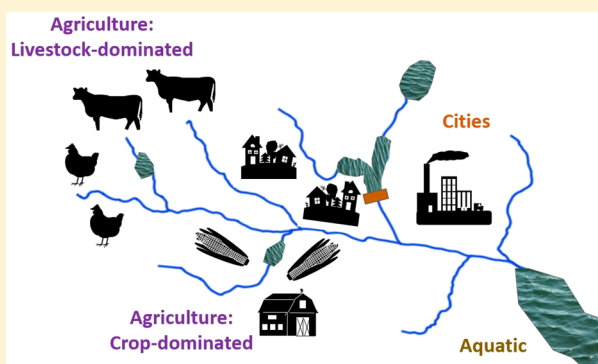 Agriculture:
Livestock-dominated
Cities
Agriculture:
Crop-dominated
Aquatic